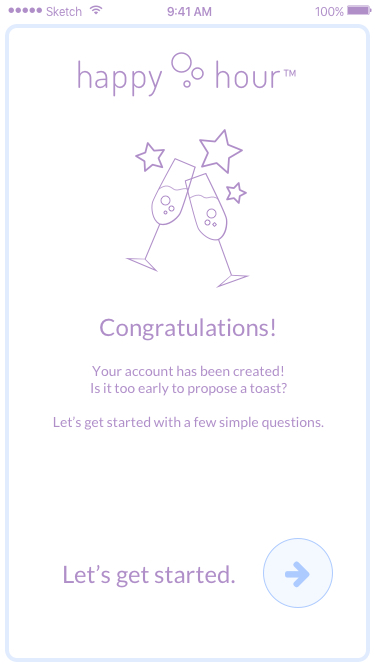 Sketch 9:41 AM 100%
happy hour™
Congratulations!
Your account has been created!
Is it too early to propose a toast?
Let's get started with a few simple questions.
Let's get started.